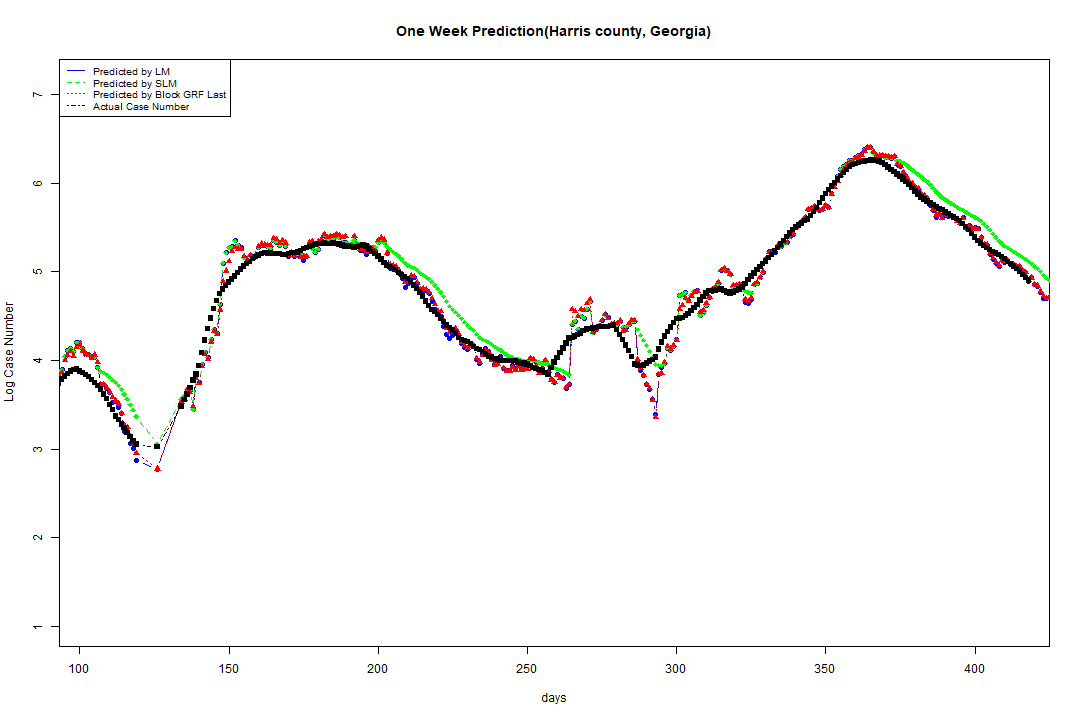 One Week Prediction(Harris county, Georgia)
Predicted by LM
Predicted by SLM
Predicted by Block GRF Last
Actual Case Number
Log Case Number
7
6
5
4
3
2
1
100 150 200 250 300 350 400
days